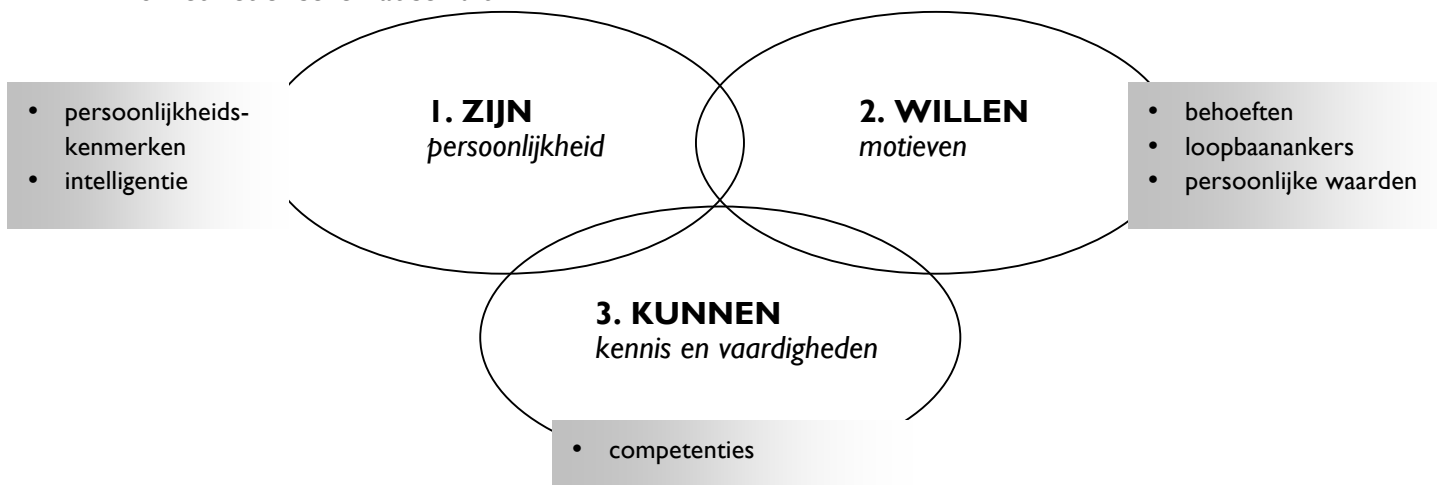 • persoonlijkheids-
kenmerken
• intelligentie
1. ZIJN
persoonlijkheid
2. WILLEN
motieven
• behoeften
• loopbaanankers
• persoonlijke waarden
3. KUNNEN
kennis en vaardigheden
• competenties